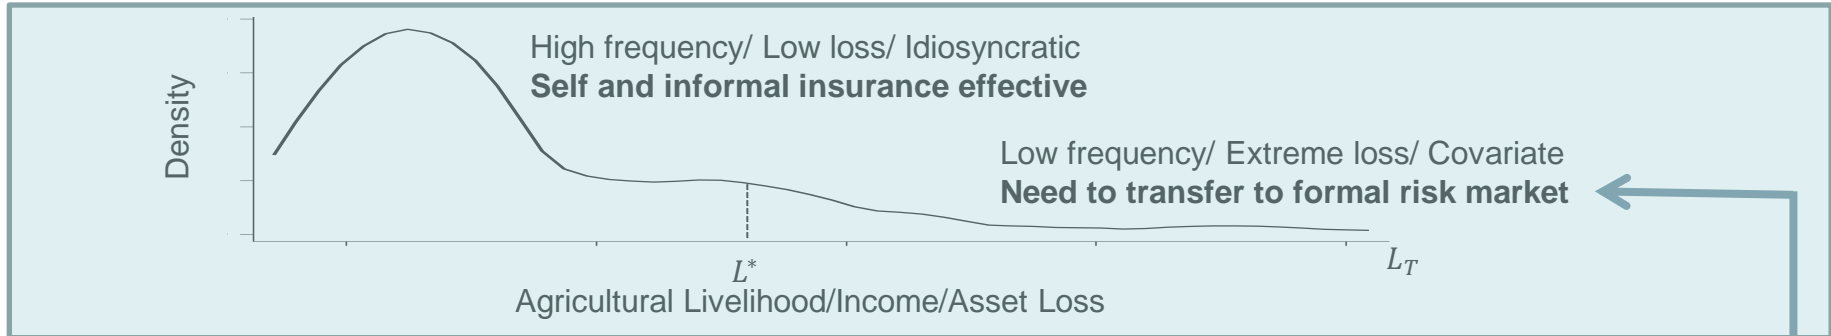 High frequency/ Low loss/ Idiosyncratic
Self and informal insurance effective
Density
Low frequency/ Extreme loss/ Covariate
Need to transfer to formal risk market
L*
L_T
Agricultural Livelihood/Income/Asset Loss